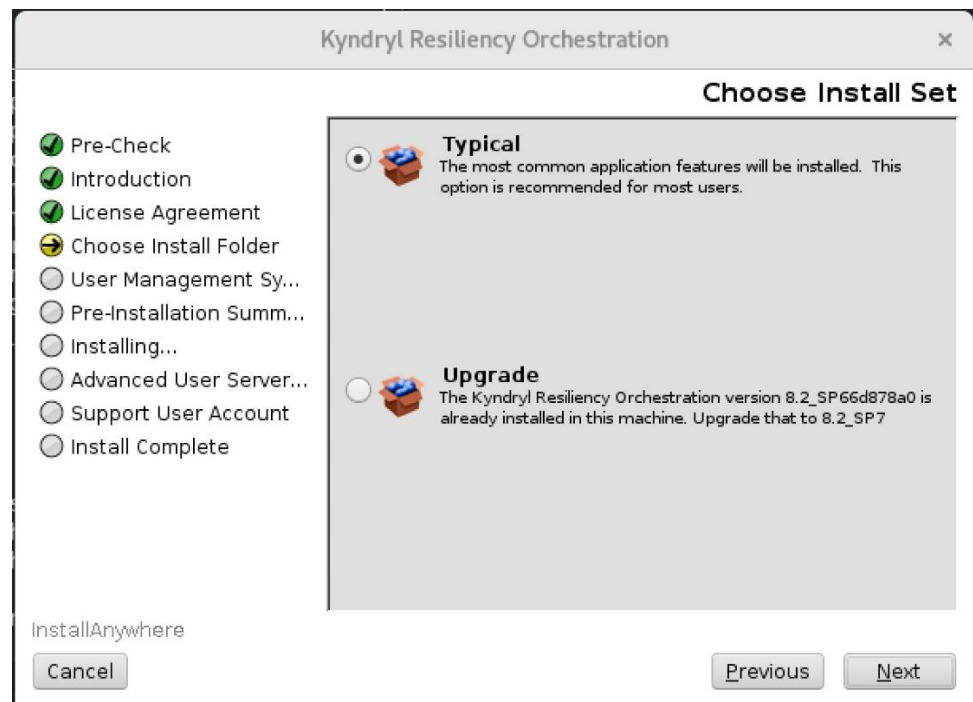 Kyndryl Resiliency Orchestration
Choose Install Set
Pre-Check
Introduction
License Agreement
Choose Install Folder
User Management Sy...
Pre-Installation Summ...
Installing...
Advanced User Server...
Support User Account
Install Complete
Typical
The most common application features will be installed. This
option is recommended for most users.
Upgrade
The Kyndryl Resiliency Orchestration version 8.2_SP66d878a0 is
already installed in this machine. Upgrade that to 8.2_SP7
InstallAnywhere
Cancel
Previous
Next